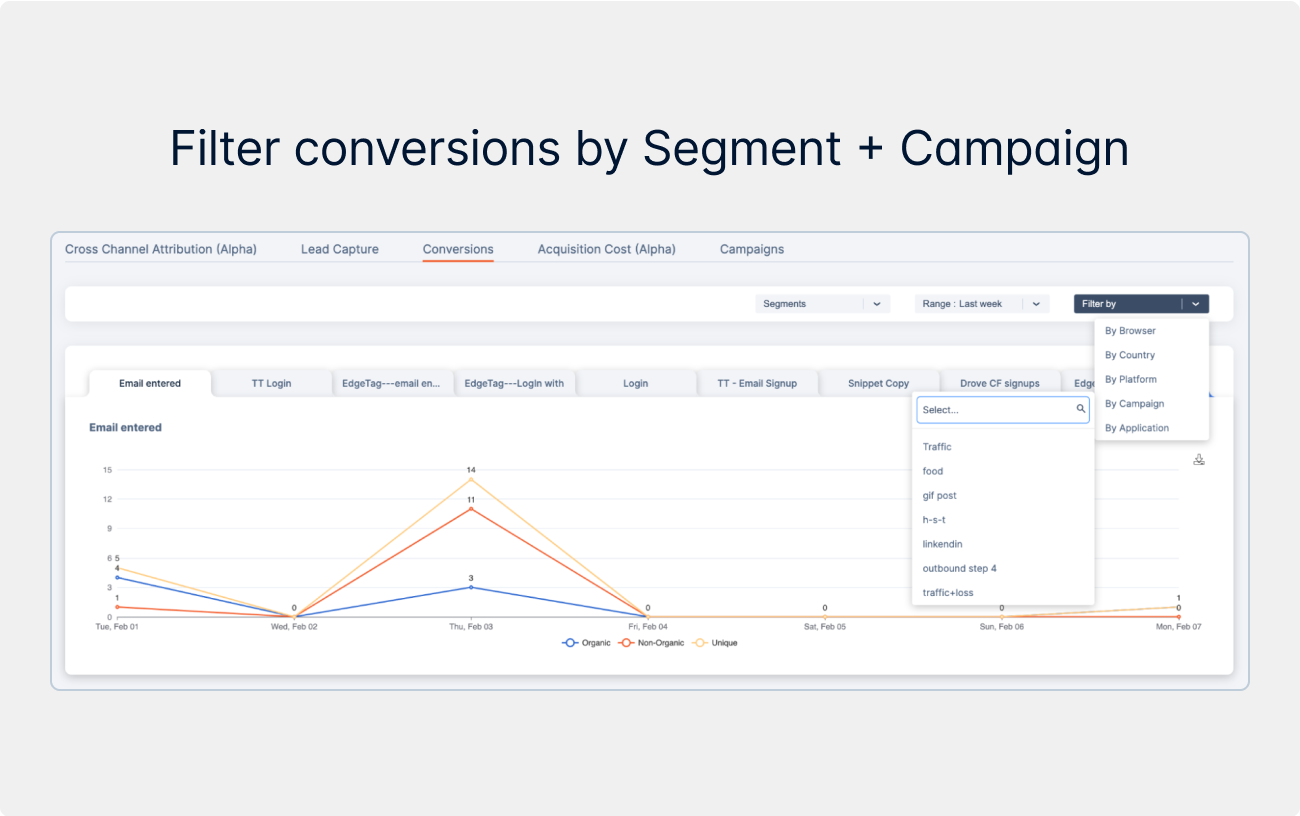 Filter conversions by Segment + Campaign
Cross Channel Attribution (Alpha) Lead Capture Conversions Acquisition Cost (Alpha) Campaigns
Segments Range : Last week Filter by
By Browser
By Country
By Platform
By Campaign
By Application
Email entered TT Login EdgeTag---email en... EdgeTag---LogIn with Login TT - Email Signup Snippet Copy Drove CF signups Edge
Select...
Traffic
food
gif post
h-s-t
linkendin
outbound step 4
traffic+loss
Email entered
15 14
12 11
9
6 5
4
3 3
1 1
0 0 0 0 0 0
Tue, Feb 01 Wed, Feb 02 Thu, Feb 03 Fri, Feb 04 Sat, Feb 05 Sun, Feb 06 Mon, Feb 07
Organic Non-Organic Unique